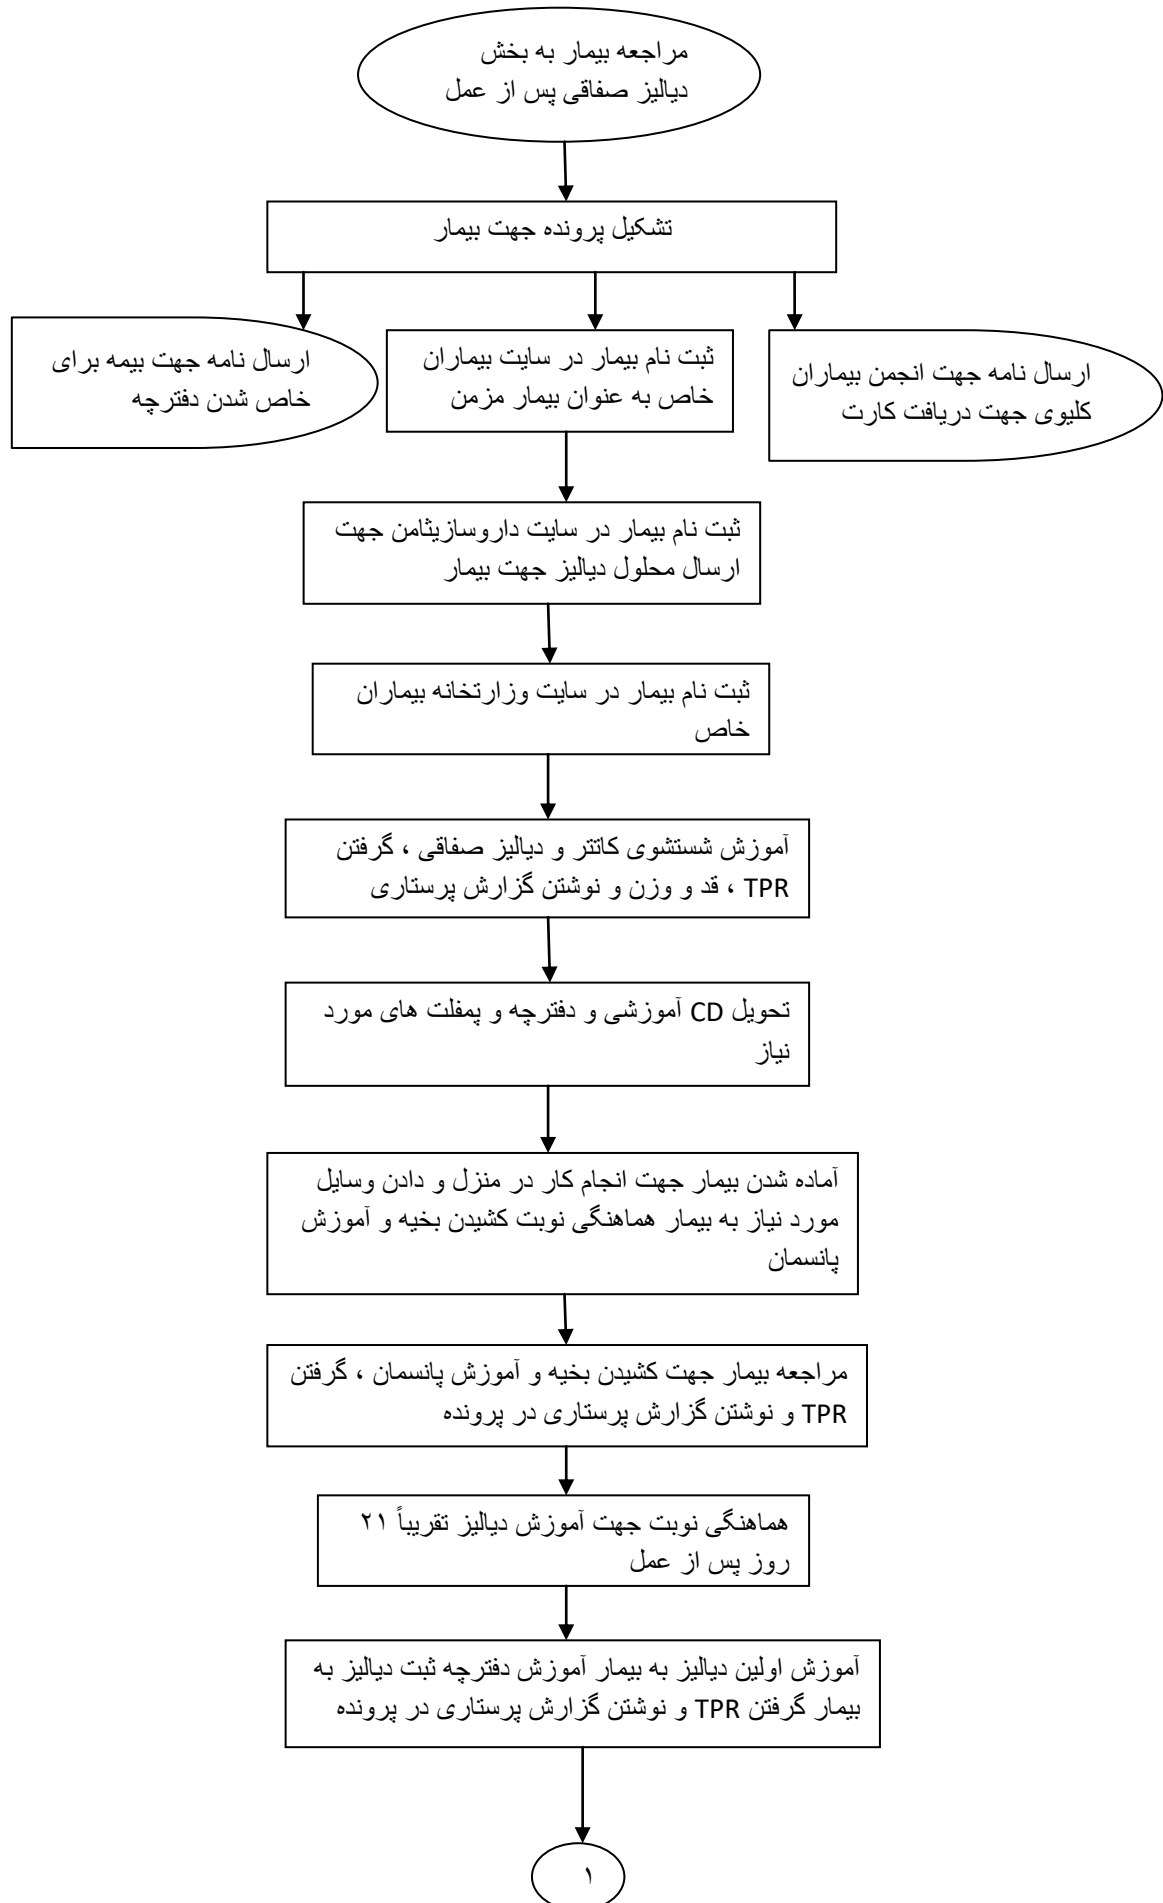 مراجعه بیمار به بخش
دیالیز صفاقی پس از عمل
تشکیل پرونده جهت بیمار
ارسال نامه جهت انجمن بیماران
کلیوی جهت دریافت کارت
ثبت نام بیمار در سایت بیماران
خاص به عنوان بیمار مزمن
ارسال نامه جهت بیمه برای
خاص شدن دفترچه
ثبت نام بیمار در سایت داروسازیثامن جهت
ارسال محلول دیالیز جهت بیمار
ثبت نام بیمار در سایت وزارتخانه بیماران
خاص
آموزش شستشوی کاتتر و دیالیز صفاقی ، گرفتن
TPR ، قد و وزن و نوشتن گزارش پرستاری
تحویل CD آموزشی و دفترچه و پمفلت های مورد
نیاز
آماده شدن بیمار جهت انجام کار در منزل و دادن وسایل
مورد نیاز به بیمار هماهنگی نوبت کشیدن بخیه و آموزش
پانسمان
مراجعه بیمار جهت کشیدن بخیه و آموزش پانسمان ، گرفتن
TPR و نوشتن گزارش پرستاری در پرونده
هماهنگی نوبت جهت آموزش دیالیز تقریباً ۲۱
روز پس از عمل
آموزش اولین دیالیز به بیمار آموزش دفترچه ثبت دیالیز به
بیمار گرفتن TPR و نوشتن گزارش پرستاری در پرونده
۱